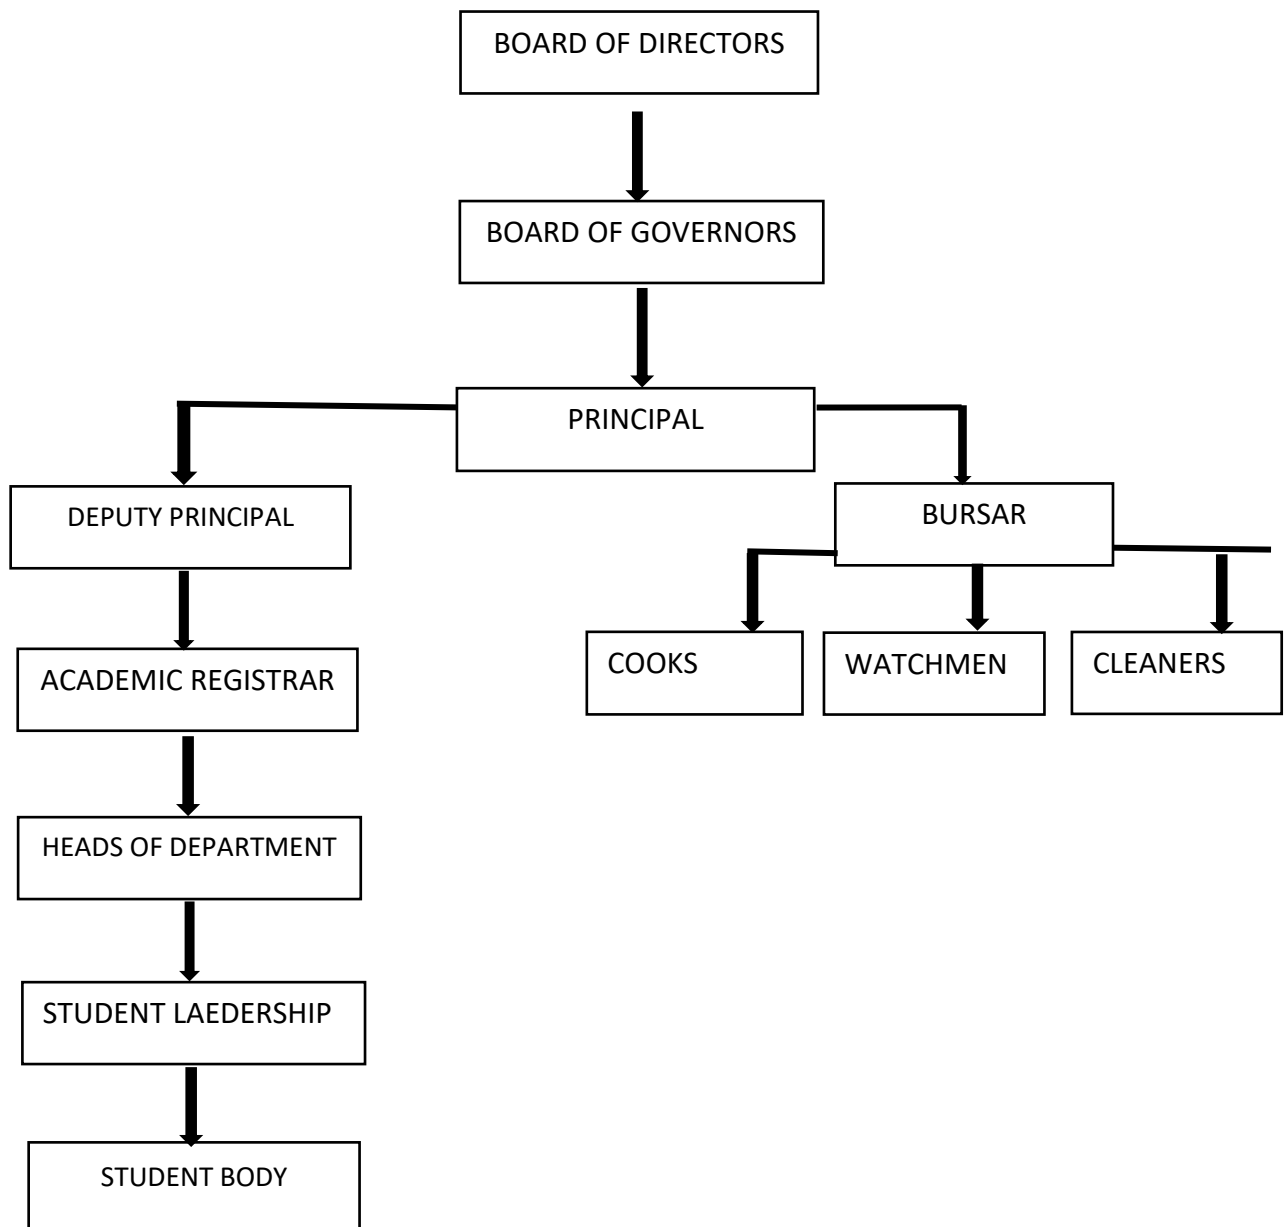 BOARD OF DIRECTORS
BOARD OF GOVERNORS
PRINCIPAL
DEPUTY PRINCIPAL
BURSAR
ACADEMIC REGISTRAR
COOKS
WATCHMEN
CLEANERS
HEADS OF DEPARTMENT
STUDENT LAEDERSHIP
STUDENT BODY